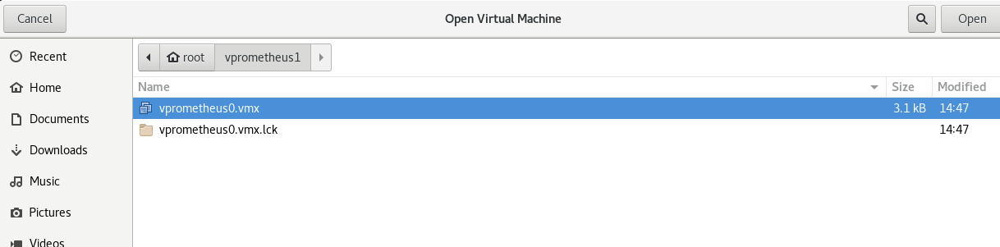 Cancel Open Virtual Machine Open
Recent
root vprometheus1
Name Size Modified
Home
vprometheus0.vmx 3.1 kB 14:47
Documents
vprometheus0.vmx.lck 14:47
Downloads
Music
Pictures
Videos